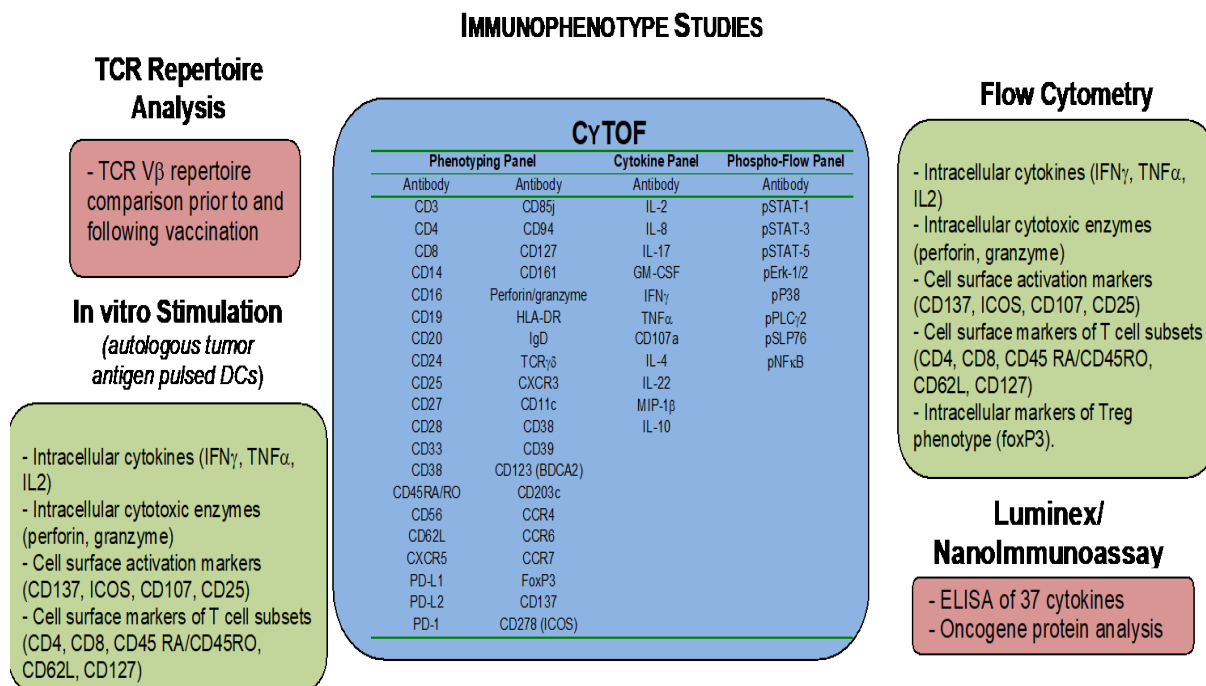 IMMUNOPHENOTYPE STUDIES
TCR Repertoire
Analysis
- TCR Vβ repertoire
comparison prior to and
following vaccination
In vitro Stimulation
(autologous tumor
antigen pulsed DCs)
- Intracellular cytokines (IFNγ, TNFα,
IL2)
- Intracellular cytotoxic enzymes
(perforin, granzyme)
- Cell surface activation markers
(CD137, ICOS, CD107, CD25)
- Cell surface markers of T cell subsets
(CD4, CD8, CD45 RA/CD45RO,
CD62L, CD127)
CYTOF
Phenotyping Panel Cytokine Panel Phospho-Flow Panel
Antibody Antibody Antibody Antibody
CD3 CD85j IL-2 pSTAT-1
CD4 CD94 IL-8 pSTAT-3
CD8 CD127 IL-17 pSTAT-5
CD14 CD161 GM-CSF pErk-1/2
CD16 Perforin/granzyme IFNγ pP38
CD19 HLA-DR TNFα pPLCγ2
CD20 IgD CD107a pSLP76
CD24 TCRγδ IL-4 pNFκB
CD25 CXCR3 IL-22
CD27 CD11c MIP-1β
CD28 CD38 IL-10
CD33 CD39
CD38 CD123 (BDCA2)
CD45RA/RO CD203c
CD56 CCR4
CD62L CCR6
CXCR5 CCR7
PD-L1 FoxP3
PD-L2 CD137
PD-1 CD278 (ICOS)
Flow Cytometry
- Intracellular cytokines (IFNγ, TNFα,
IL2)
- Intracellular cytotoxic enzymes
(perforin, granzyme)
- Cell surface activation markers
(CD137, ICOS, CD107, CD25)
- Cell surface markers of T cell subsets
(CD4, CD8, CD45 RA/CD45RO,
CD62L, CD127)
- Intracellular markers of Treg
phenotype (foxP3).
Luminex/
NanoImmunoassay
- ELISA of 37 cytokines
- Oncogene protein analysis